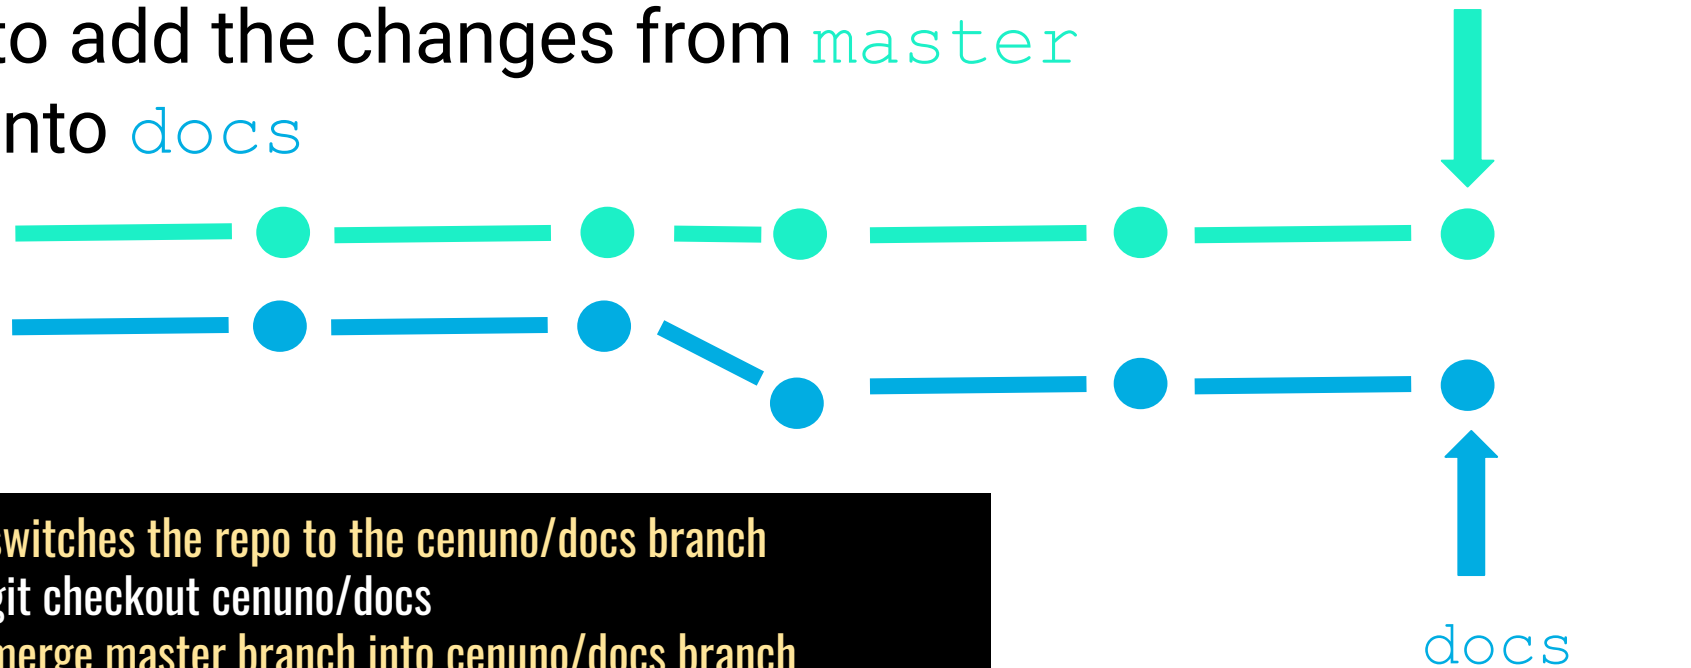 to add the changes from master
nto docs
switches the repo to the cenuno/docs branch
git checkout cenuno/docs
merge master branch into cenuno/docs branch
docs